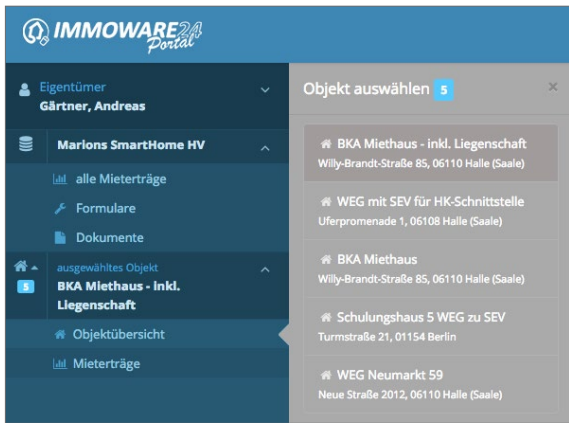 IMMOWARE24
Portal
Eigentümer
Gärtner, Andreas
Marions SmartHome HV
alle Mieterträge
Formulare
Dokumente
ausgewähltes Objekt
5
BKA Miethaus - inkl.
Liegenschaft
Objektübersicht
Mieterträge
Objekt auswählen 5 ×
BKA Miethaus - inkl. Liegenschaft
Willy-Brandt-Straße 85, 06110 Halle (Saale)
WEG mit SEV für HK-Schnittstelle
Uferpromenade 1, 06108 Halle (Saale)
BKA Miethaus
Willy-Brandt-Straße 85, 06110 Halle (Saale)
Schulungshaus 5 WEG zu SEV
Turmstraße 21, 01154 Berlin
WEG Neumarkt 59
Neue Straße 2012, 06110 Halle (Saale)